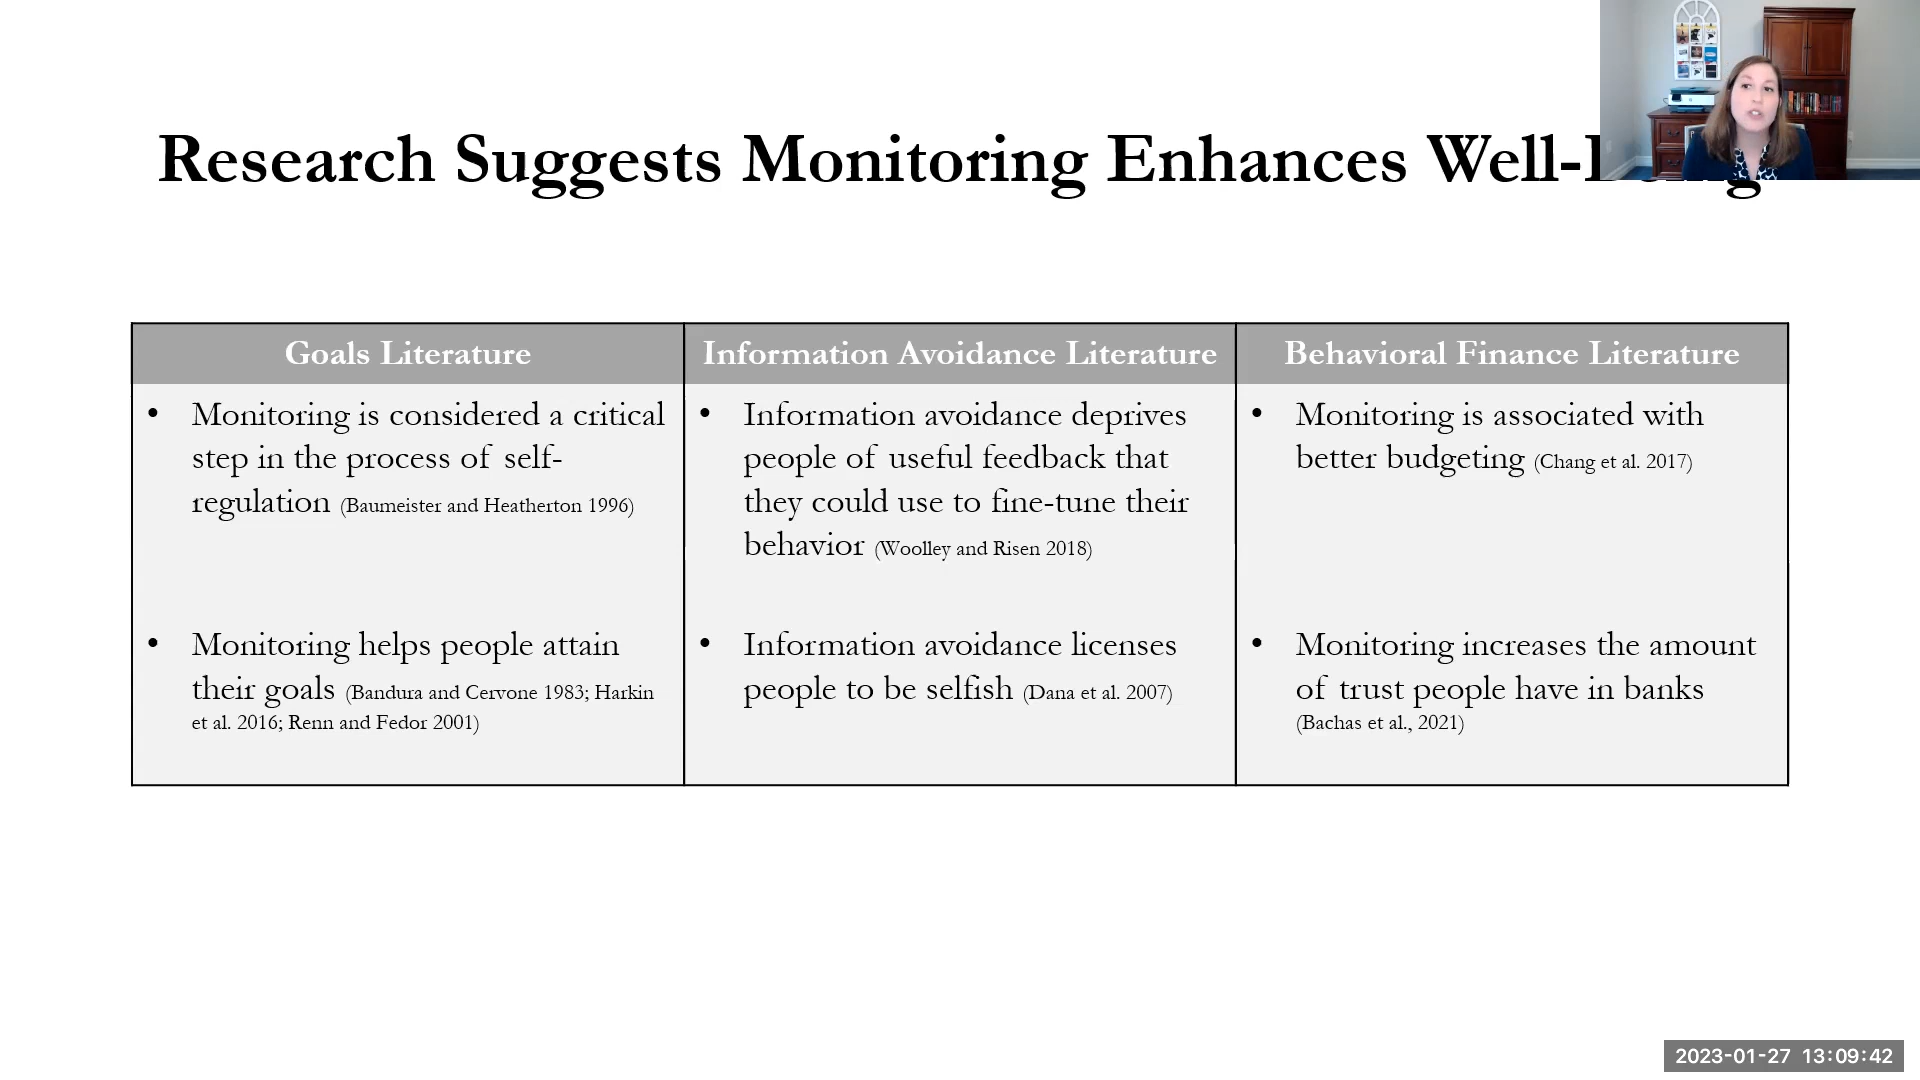 Research Suggests Monitoring Enhances Well-
Goals Literature
Information Avoidance Literature
Behavioral Finance Literature
• Monitoring is considered a critical
step in the process of self-
regulation (Baumeister and Heatherton 1996)
• Information avoidance deprives
people of useful feedback that
they could use to fine-tune their
behavior (Woolley and Risen 2018)
• Monitoring is associated with
better budgeting (Chang et al. 2017)
• Monitoring helps people attain
their goals (Bandura and Cervone 1983; Harkin
et al. 2016; Renn and Fedor 2001)
• Information avoidance licenses
people to be selfish (Dana et al. 2007)
• Monitoring increases the amount
of trust people have in banks
(Bachas et al., 2021)
2023-01-27 13:09:42